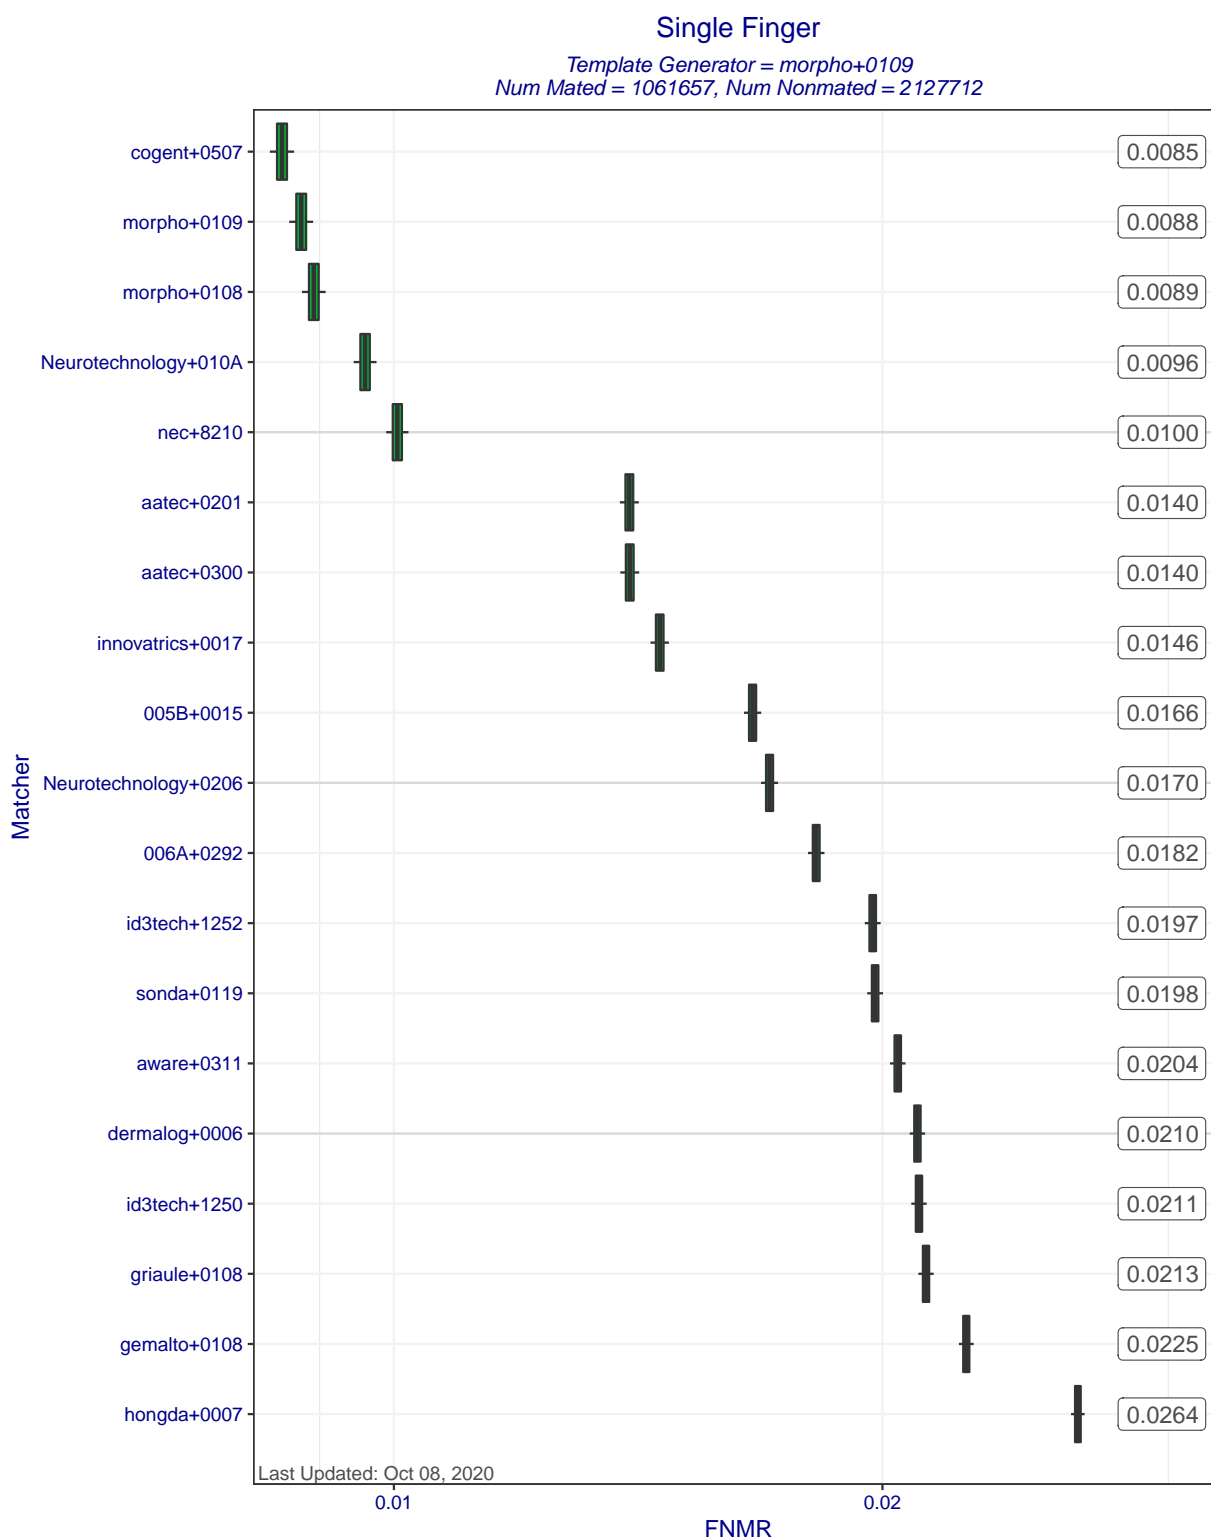 Single Finger
Template Generator = morpho+0109
Num Mated = 1061657, Num Nonmated = 2127712
cogent+0507 0.0085
morpho+0109 0.0088
morpho+0108 0.0089
Neurotechnology+010A 0.0096
nec+8210 0.0100
aatec+0201 0.0140
aatec+0300 0.0140
innovatrics+0017 0.0146
005B+0015 0.0166
Neurotechnology+0206 0.0170
006A+0292 0.0182
id3tech+1252 0.0197
sonda+0119 0.0198
aware+0311 0.0204
dermalog+0006 0.0210
id3tech+1250 0.0211
griaule+0108 0.0213
gemalto+0108 0.0225
hongda+0007 0.0264
Matcher
Last Updated: Oct 08, 2020
0.01 0.02
FNMR